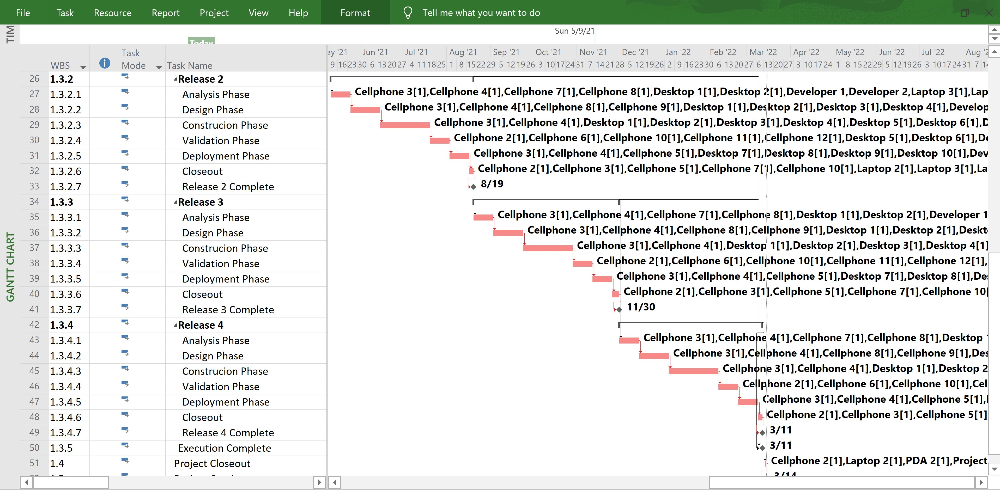 File Task Resource Report Project View Help Format Tell me what you want to do
TIM
Sun 5/9/21
Today
WBS Task Mode Task Name
ay '21 Jun '21 Jul '21 Aug '21 Sep '21 Oct '21 Nov '21 Dec '21 Jan '22 Feb '22 Mar '22 Apr '22 May '22 Jun '22 Jul '22 Aug '2
9 16 23 30 6 13 20 27 4 11 18 25 1 8 15 22 29 5 12 19 26 3 10 17 24 31 7 14 21 28 5 12 19 26 2 9 16 23 30 6 13 20 27 6 13 20 27 3 10 17 24 1 8 15 22 29 5 12 19 26 3 10 17 24 31 7 14
GANTT CHART
26 1.3.2 Release 2
27 1.3.2.1 Analysis Phase Cellphone 3[1],Cellphone 4[1],Cellphone 7[1],Cellphone 8[1],Desktop 1[1],Desktop 2[1],Developer 1,Developer 2,Laptop 3[1],Lap
28 1.3.2.2 Design Phase Cellphone 3[1],Cellphone 4[1],Cellphone 8[1],Cellphone 9[1],Desktop 1[1],Desktop 2[1],Desktop 3[1],Desktop 4[1],Develop
29 1.3.2.3 Construcion Phase Cellphone 3[1],Cellphone 4[1],Desktop 1[1],Desktop 2[1],Desktop 3[1],Desktop 4[1],Desktop 5[1],Desktop 6[1],D
30 1.3.2.4 Validation Phase Cellphone 2[1],Cellphone 6[1],Cellphone 10[1],Cellphone 11[1],Cellphone 12[1],Desktop 5[1],Desktop 6[1],De
31 1.3.2.5 Deployment Phase Cellphone 3[1],Cellphone 4[1],Cellphone 5[1],Desktop 7[1],Desktop 8[1],Desktop 9[1],Desktop 10[1],Dev
32 1.3.2.6 Closeout Cellphone 2[1],Cellphone 3[1],Cellphone 5[1],Cellphone 7[1],Cellphone 10[1],Laptop 2[1],Laptop 3[1],La
33 1.3.2.7 Release 2 Complete 8/19
34 1.3.3 Release 3
35 1.3.3.1 Analysis Phase Cellphone 3[1],Cellphone 4[1],Cellphone 7[1],Cellphone 8[1],Desktop 1[1],Desktop 2[1],Developer 1
36 1.3.3.2 Design Phase Cellphone 3[1],Cellphone 4[1],Cellphone 8[1],Cellphone 9[1],Desktop 1[1],Desktop 2[1],Deskt
37 1.3.3.3 Construcion Phase Cellphone 3[1],Cellphone 4[1],Desktop 1[1],Desktop 2[1],Desktop 3[1],Desktop 4[1]
38 1.3.3.4 Validation Phase Cellphone 2[1],Cellphone 6[1],Cellphone 10[1],Cellphone 11[1],Cellphone 12[1],
39 1.3.3.5 Deployment Phase Cellphone 3[1],Cellphone 4[1],Cellphone 5[1],Desktop 7[1],Desktop 8[1],Des
40 1.3.3.6 Closeout Cellphone 2[1],Cellphone 3[1],Cellphone 5[1],Cellphone 7[1],Cellphone 10[
41 1.3.3.7 Release 3 Complete 11/30
42 1.3.4 Release 4
43 1.3.4.1 Analysis Phase Cellphone 3[1],Cellphone 4[1],Cellphone 7[1],Cellphone 8[1],Desktop 1
44 1.3.4.2 Design Phase Cellphone 3[1],Cellphone 4[1],Cellphone 8[1],Cellphone 9[1],Des
45 1.3.4.3 Construcion Phase Cellphone 3[1],Cellphone 4[1],Desktop 1[1],Desktop 2
46 1.3.4.4 Validation Phase Cellphone 2[1],Cellphone 6[1],Cellphone 10[1],Cel
47 1.3.4.5 Deployment Phase Cellphone 3[1],Cellphone 4[1],Cellphone 5[1],
48 1.3.4.6 Closeout Cellphone 2[1],Cellphone 3[1],Cellphone 5[1]
49 1.3.4.7 Release 4 Complete 3/11
50 1.3.5 Execution Complete 3/11
51 1.4 Project Closeout Cellphone 2[1],Laptop 2[1],PDA 2[1],Project
3/14